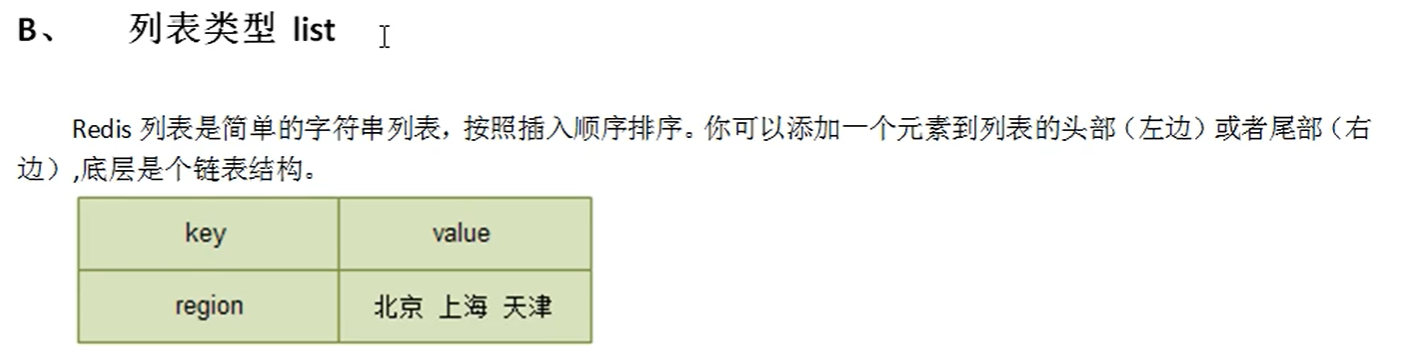 B、 列表类型 list
Redis 列表是简单的字符串列表，按照插入顺序排序。你可以添加一个元素到列表的头部（左边）或者尾部（右
边）,底层是个链表结构。
key value
region 北京 上海 天津